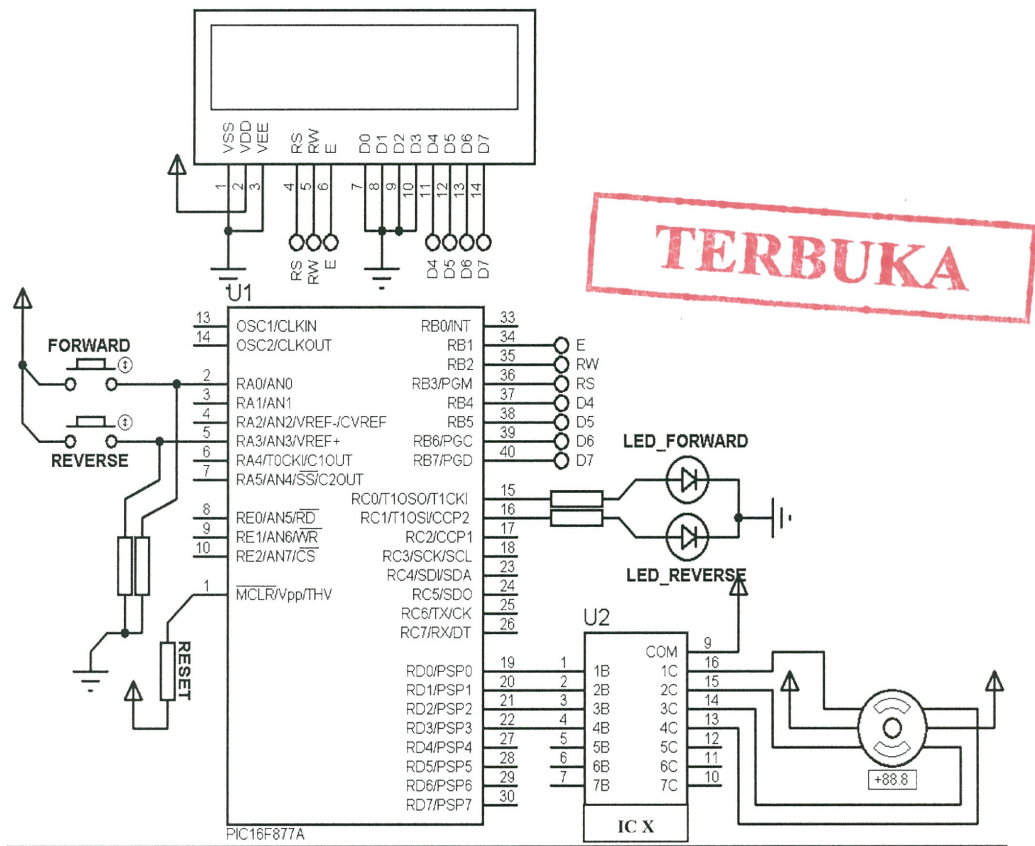 VSS
VDD
VEE
RS
RW
E
D0
D1
D2
D3
D4
D5
D6
D7
1
2
3
4
5
6
7
8
9
10
11
12
13
14
RS
RW
E
D4
D5
D6
D7
TERBUKA
U1
13 OSC1/CLKIN
14 OSC2/CLKOUT
2 RA0/AN0
3 RA1/AN1
4 RA2/AN2/VREF-/CVREF
5 RA3/AN3/VREF+
6 RA4/T0CKI/C1OUT
7 RA5/AN4/SS/C2OUT
8 RE0/AN5/RD
9 RE1/AN6/WR
10 RE2/AN7/CS
1 MCLR/Vpp/THV
FORWARD
REVERSE
RESET
RB0/INT 33
RB1 34 E
RB2 35 RW
RB3/PGM 36 RS
RB4 37 D4
RB5 38 D5
RB6/PGC 39 D6
RB7/PGD 40 D7
RC0/T1OSO/T1CKI 15
RC1/T1OSI/CCP2 16
RC2/CCP1 17
RC3/SCK/SCL 18
RC4/SDI/SDA 23
RC5/SDO 24
RC6/TX/CK 25
RC7/RX/DT 26
RD0/PSP0 19
RD1/PSP1 20
RD2/PSP2 21
RD3/PSP3 22
RD4/PSP4 27
RD5/PSP5 28
RD6/PSP6 29
RD7/PSP7 30
PIC16F877A
LED_FORWARD
LED_REVERSE
U2
COM 9
1 1B 1C 16
2 2B 2C 15
3 3B 3C 14
4 4B 4C 13
5 5B 5C 12
6 6B 6C 11
7 7B 7C 10
IC X
+88.8